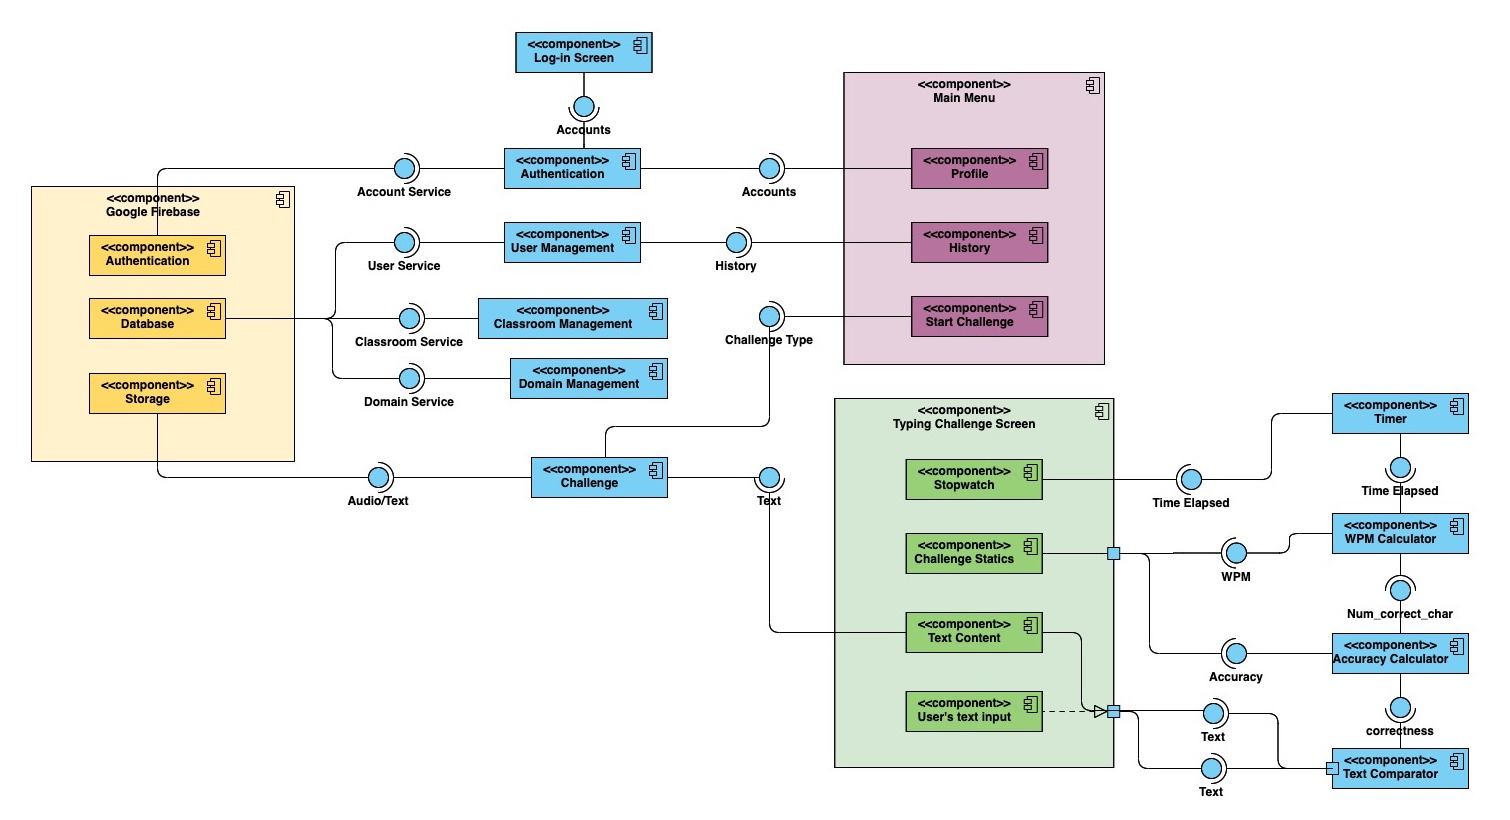 <<component>>
Log-in Screen
Accounts
<<component>>
Main Menu
<<component>>
Authentication
<<component>>
Profile
Account Service
Accounts
<<component>>
Google Firebase
<<component>>
Authentication
<<component>>
User Management
<<component>>
History
User Service
History
<<component>>
Database
<<component>>
Classroom Management
<<component>>
Start Challenge
Classroom Service
Challenge Type
<<component>>
Domain Management
<<component>>
Storage
Domain Service
<<component>>
Typing Challenge Screen
<<component>>
Timer
<<component>>
Challenge
<<component>>
Stopwatch
Audio/Text
Text
Time Elapsed
Time Elapsed
<<component>>
WPM Calculator
<<component>>
Challenge Statics
WPM
Num_correct_char
<<component>>
Text Content
<<component>>
Accuracy Calculator
Accuracy
<<component>>
User's text input
Text
correctness
<<component>>
Text Comparator
Text